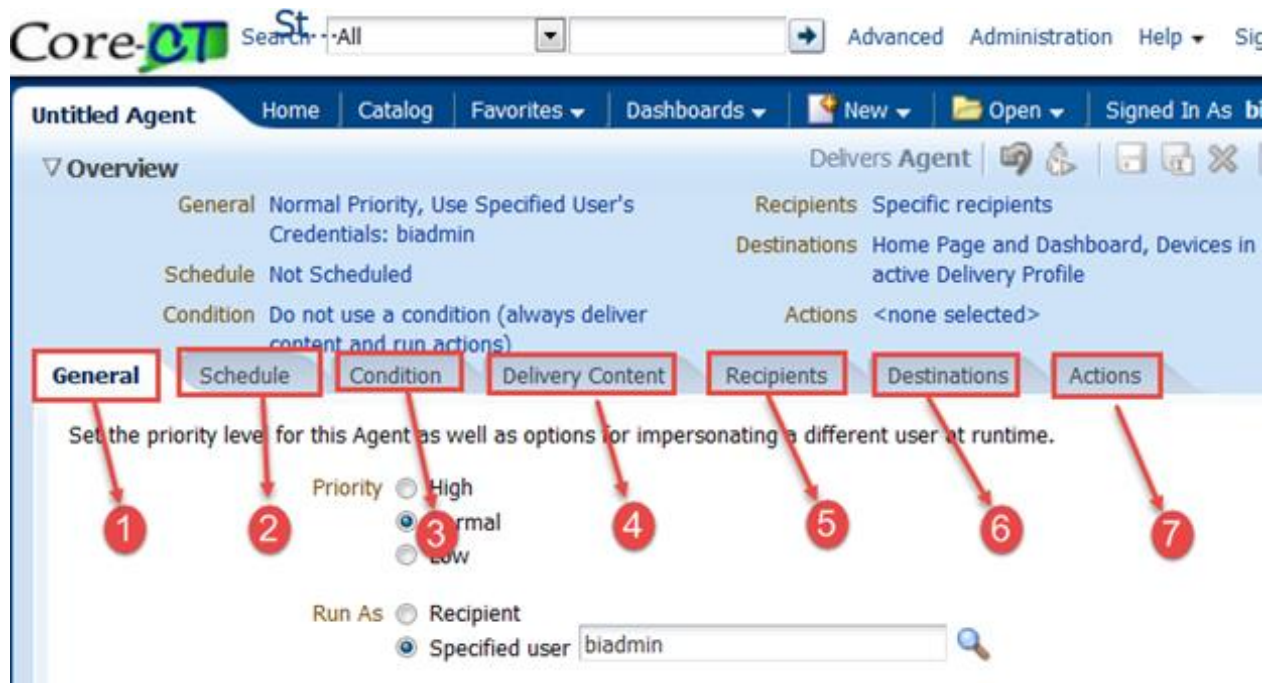 Core-CT Search St... All Advanced Administration Help
Untitled Agent Home Catalog Favorites Dashboards New Open Signed In As
Overview Delivers Agent
General Normal Priority, Use Specified User's
Credentials: biadmin
Schedule Not Scheduled
Condition Do not use a condition (always deliver
content and run actions)
Recipients Specific recipients
Destinations Home Page and Dashboard, Devices in
active Delivery Profile
Actions <none selected>
General Schedule Condition Delivery Content Recipients Destinations Actions
Set the priority level for this Agent as well as options for impersonating a different user at runtime.
Priority High
Normal
Low
1 2 3 4 5 6 7
Run As Recipient
Specified user biadmin